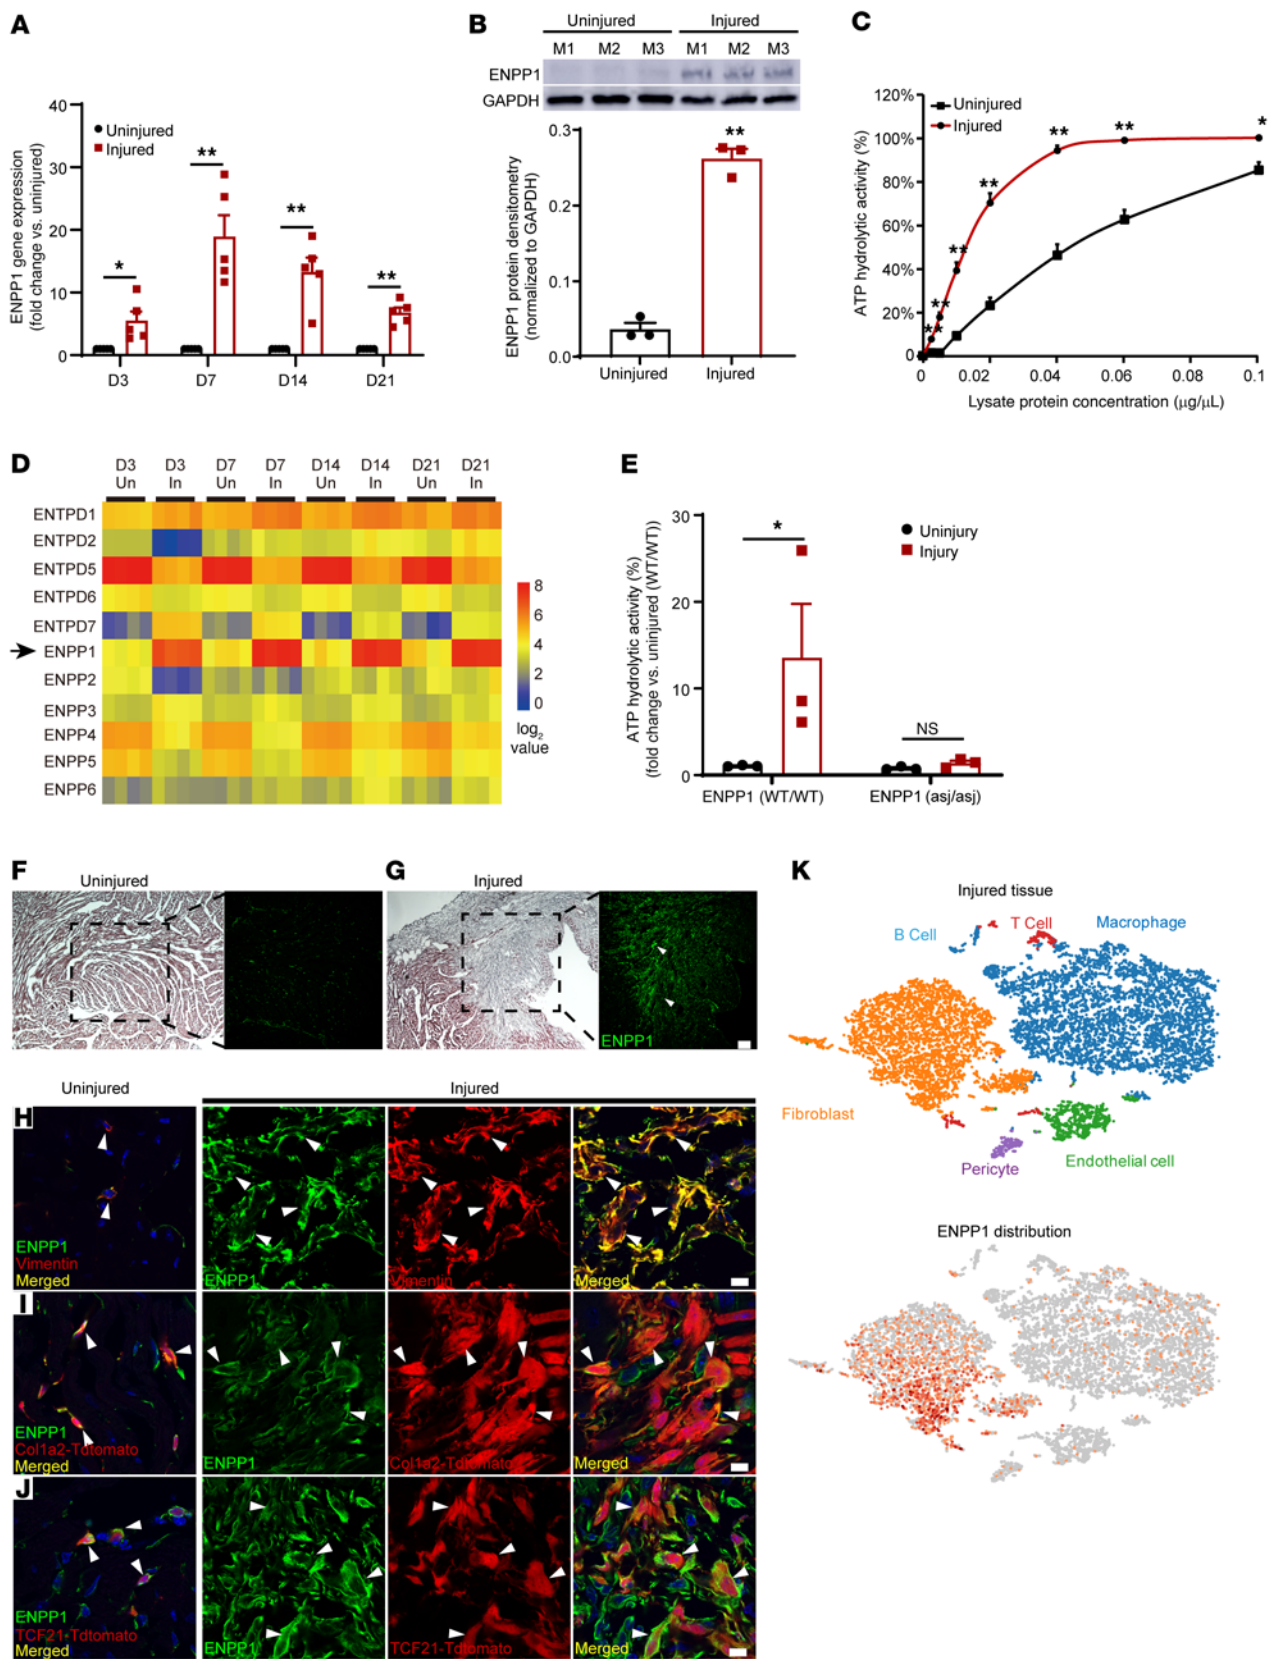 A
ENPP1 gene expression
(fold change vs. uninjured)
40
30
20
10
0
Uninjured
Injured
*
**
**
**
D3
D7
D14
D21
B
Uninjured
Injured
M1
M2
M3
M1
M2
M3
ENPP1
GAPDH
ENPP1 protein densitometry
(normalized to GAPDH)
0.3
0.2
0.1
0.0
**
Uninjured
Injured
C
ATP hydrolytic activity (%)
120%
100%
80%
60%
40%
20%
0
Uninjured
Injured
**
**
**
**
**
**
*
0
0.02
0.04
0.06
0.08
0.1
Lysate protein concentration (μg/μL)
D
D3 D3 D7 D7 D14 D14 D21 D21
Un In Un In Un In Un In
ENTPD1
ENTPD2
ENTPD5
ENTPD6
ENTPD7
ENPP1
ENPP2
ENPP3
ENPP4
ENPP5
ENPP6
8
6
4
2
0
log2
value
E
ATP hydrolytic activity (%)
(fold change vs. uninjured (WT/WT))
30
20
10
0
*
NS
Uninjury
Injury
ENPP1 (WT/WT)
ENPP1 (asj/asj)
F
Uninjured
G
Injured
ENPP1
Uninjured
Injured
H
ENPP1
Vimentin
Merged
ENPP1
Vimentin
Merged
I
ENPP1
Col1a2-Tdtomato
Merged
ENPP1
Col1a2-Tdtomato
Merged
J
ENPP1
TCF21-Tdtomato
Merged
ENPP1
TCF21-Tdtomato
Merged
K
Injured tissue
B Cell
T Cell
Macrophage
Fibroblast
Pericyte
Endothelial cell
ENPP1 distribution